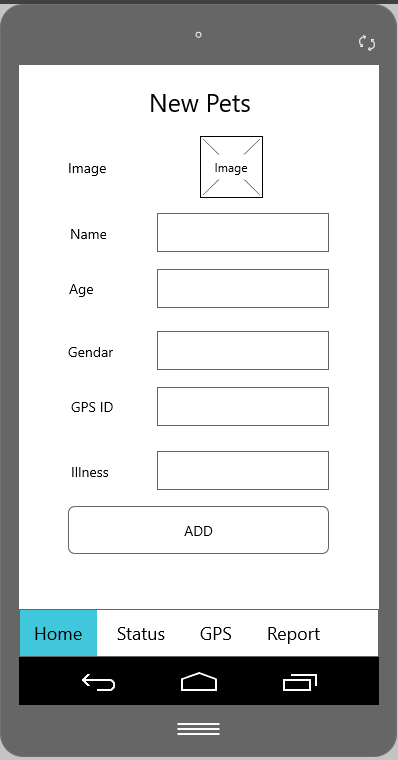 New Pets
Image
Image
Name
Age
Gendar
GPS ID
Illness
ADD
Home Status GPS Report